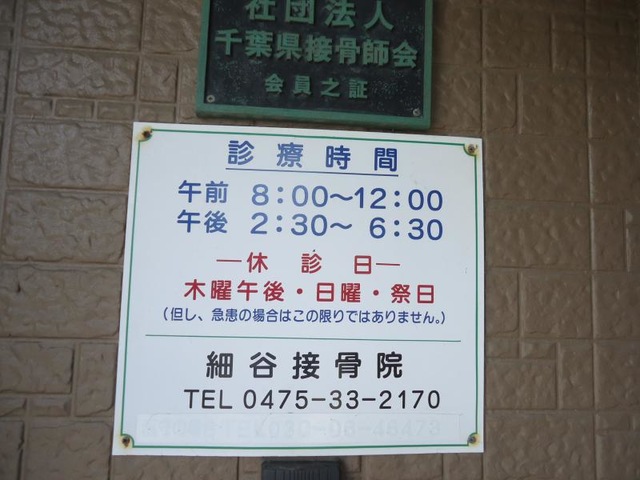 社団法人
千葉県接骨師会
会員之証
診療時間
午前 8:00〜12:00
午後 2:30〜 6:30
―休診日―
木曜午後・日曜・祭日
(但し、急患の場合はこの限りではありません。)
細谷接骨院
TEL 0475-33-2170